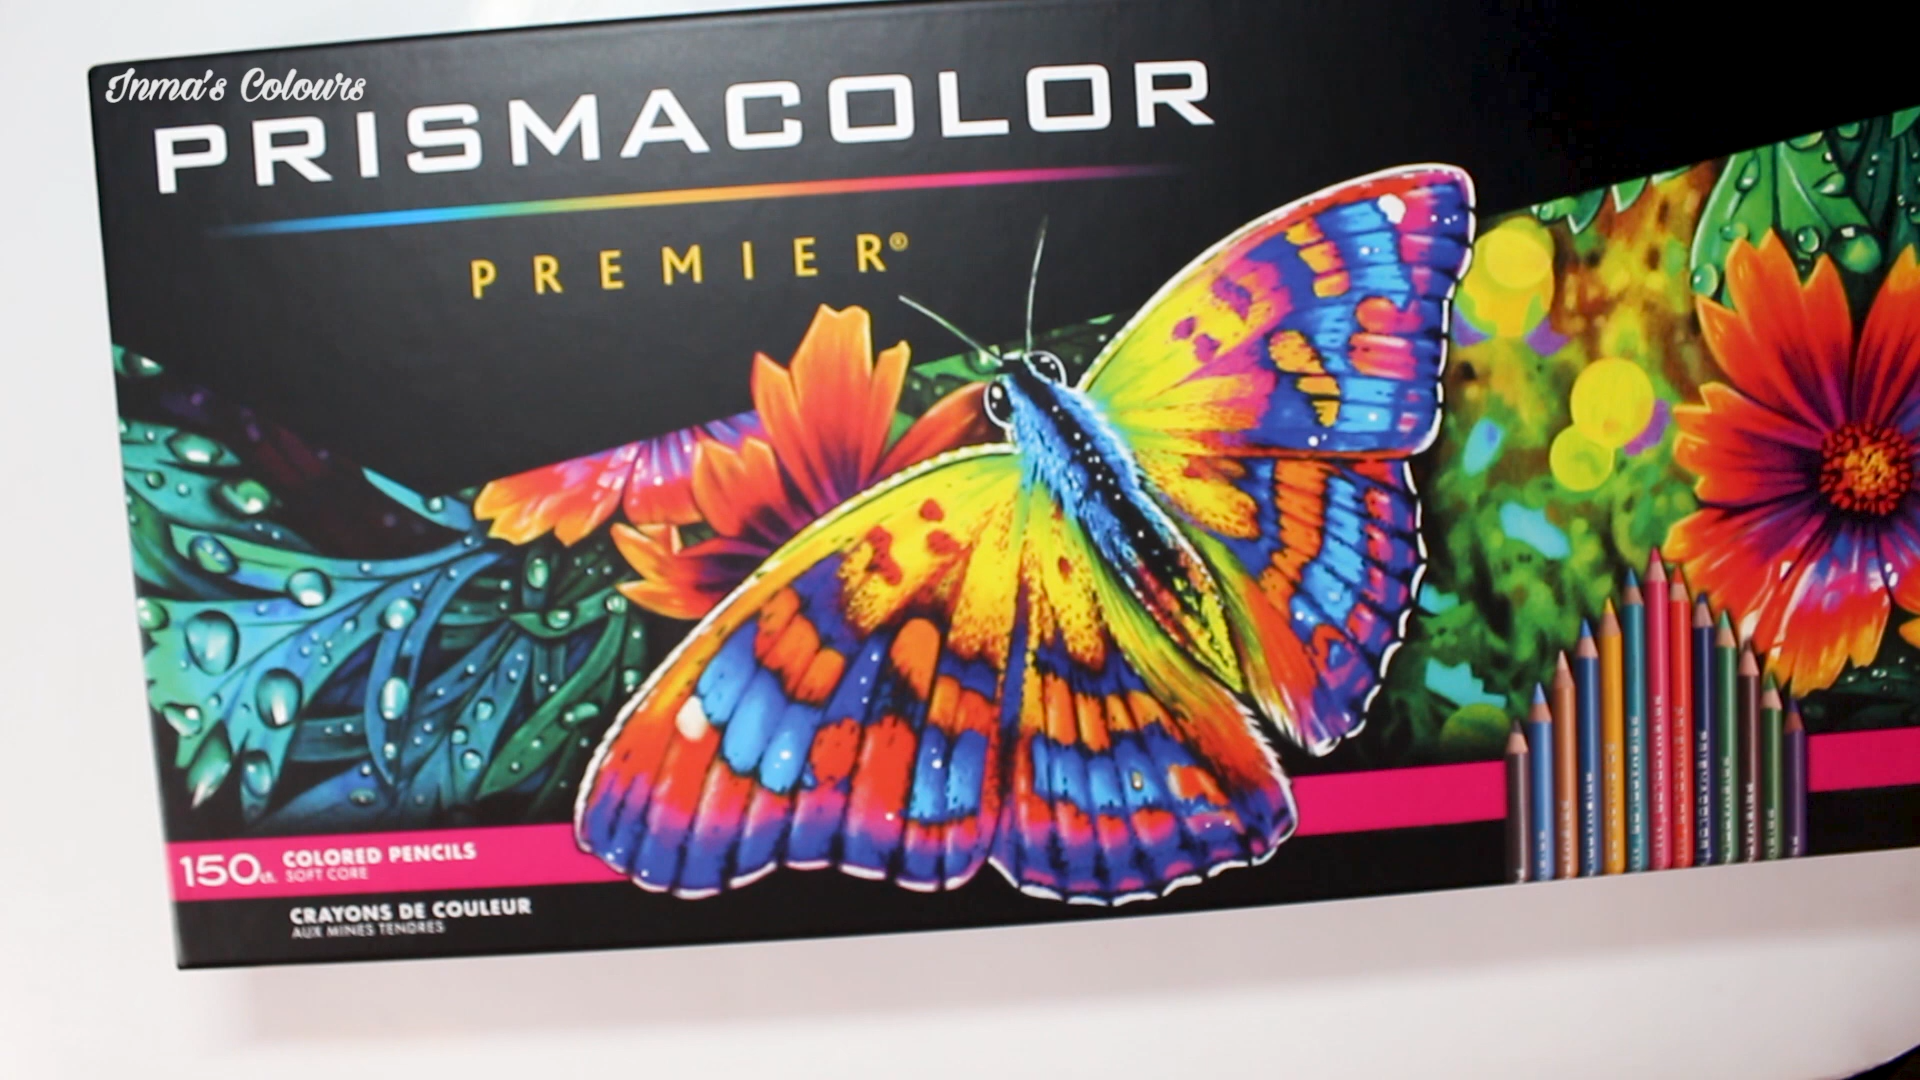 Inma's Colours
PRISMACOLOR
PREMIER®
150ct. COLORED PENCILS
SOFT CORE
CRAYONS DE COULEUR
AUX MINES TENDRES